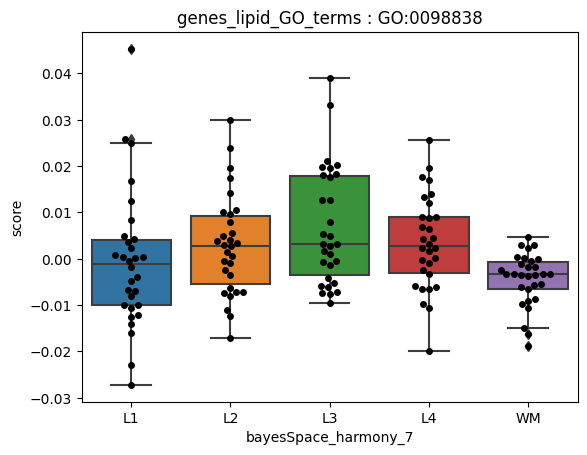 genes_lipid_GO_terms : GO:0098838
score
0.04
0.03
0.02
0.01
0.00
−0.01
−0.02
−0.03
L1 L2 L3 L4 WM
bayesSpace_harmony_7